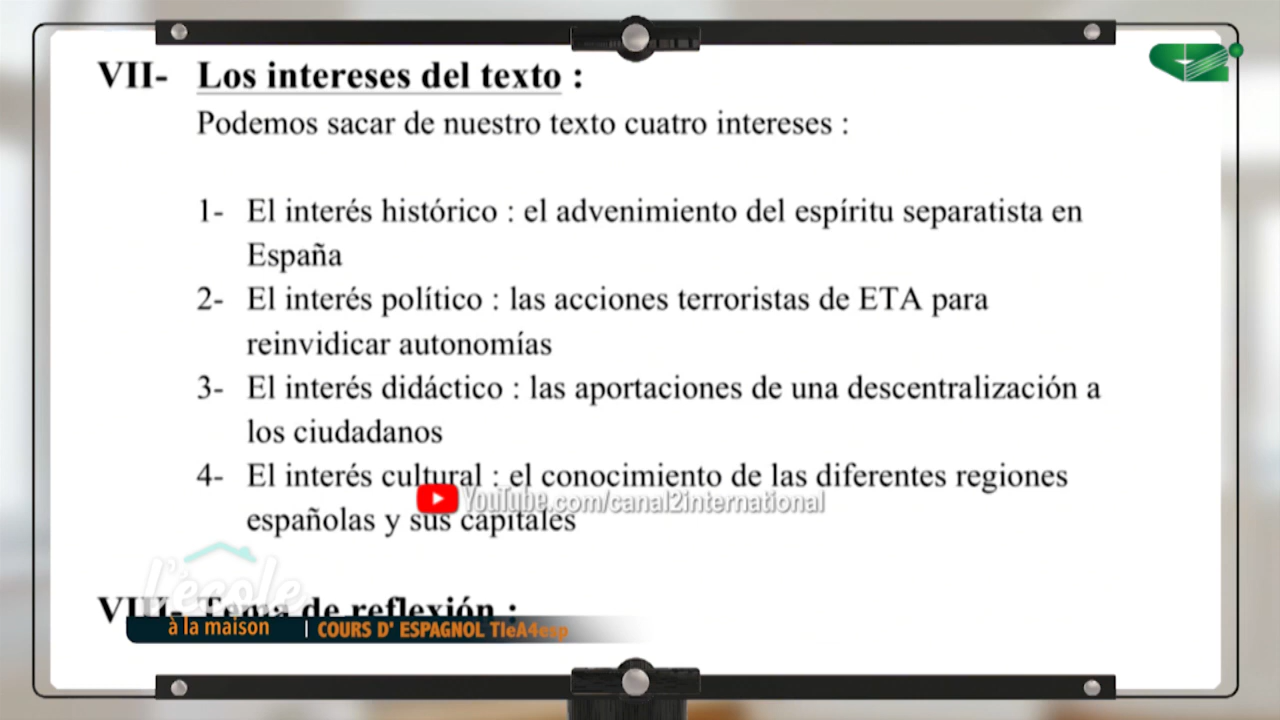 VII- Los intereses del texto :
Podemos sacar de nuestro texto cuatro intereses :
1- El interés histórico : el advenimiento del espíritu separatista en
España
2- El interés político : las acciones terroristas de ETA para
reinvidicar autonomías
3- El interés didáctico : las aportaciones de una descentralización a
los ciudadanos
4- El interés cultural : el conocimiento de las diferentes regiones
YouTube.com/canal2international
españolas y sus capitales
l'école
VIII- Tema de reflexión :
à la maison | COURS D' ESPAGNOL TleA4esp